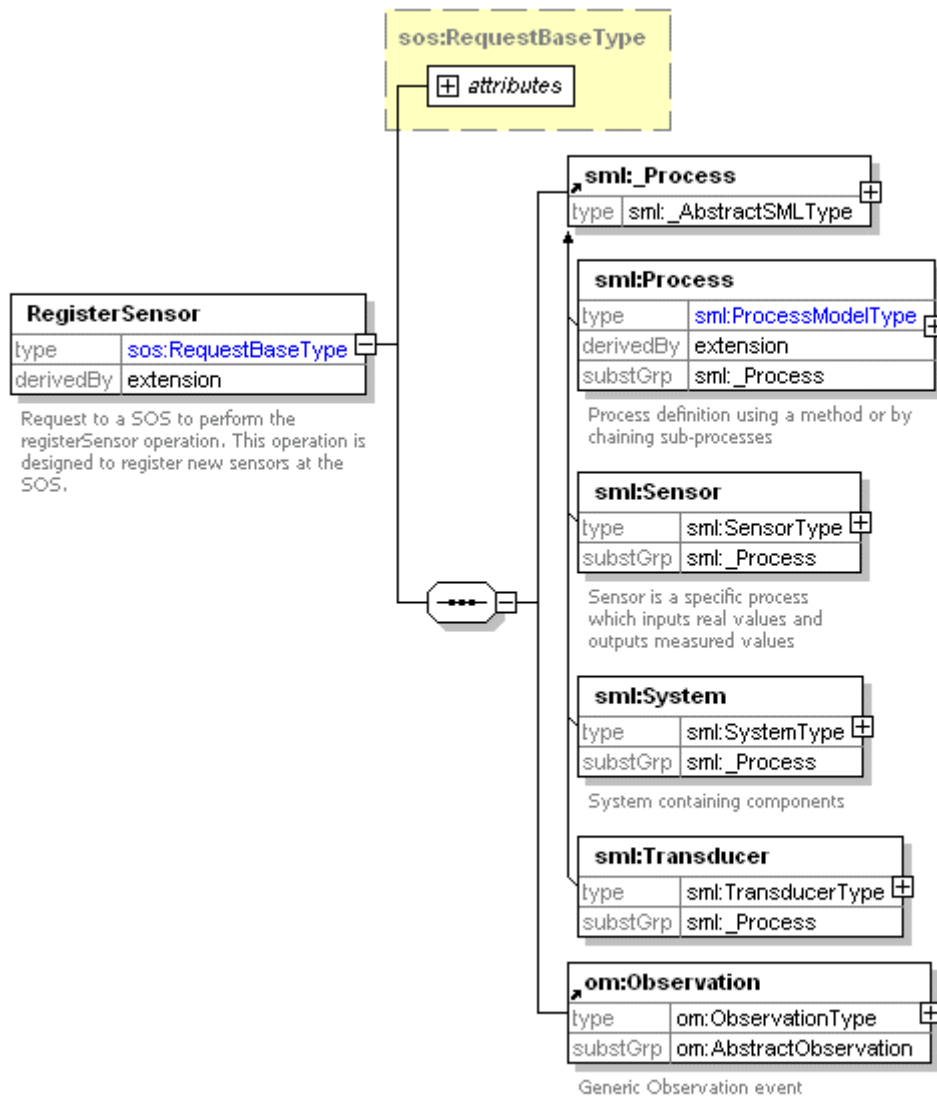 sos:RequestBaseType
attributes
sml:_Process
type sml:_AbstractSMLType
sml:Process
type sml:ProcessModelType
derivedBy extension
substGrp sml:_Process
Process definition using a method or by
chaining sub-processes
RegisterSensor
type sos:RequestBaseType
derivedBy extension
Request to a SOS to perform the
registerSensor operation. This operation is
designed to register new sensors at the
SOS.
sml:Sensor
type sml:SensorType
substGrp sml:_Process
Sensor is a specific process
which inputs real values and
outputs measured values
sml:System
type sml:SystemType
substGrp sml:_Process
System containing components
sml:Transducer
type sml:TransducerType
substGrp sml:_Process
om:Observation
type om:ObservationType
substGrp om:AbstractObservation
Generic Observation event